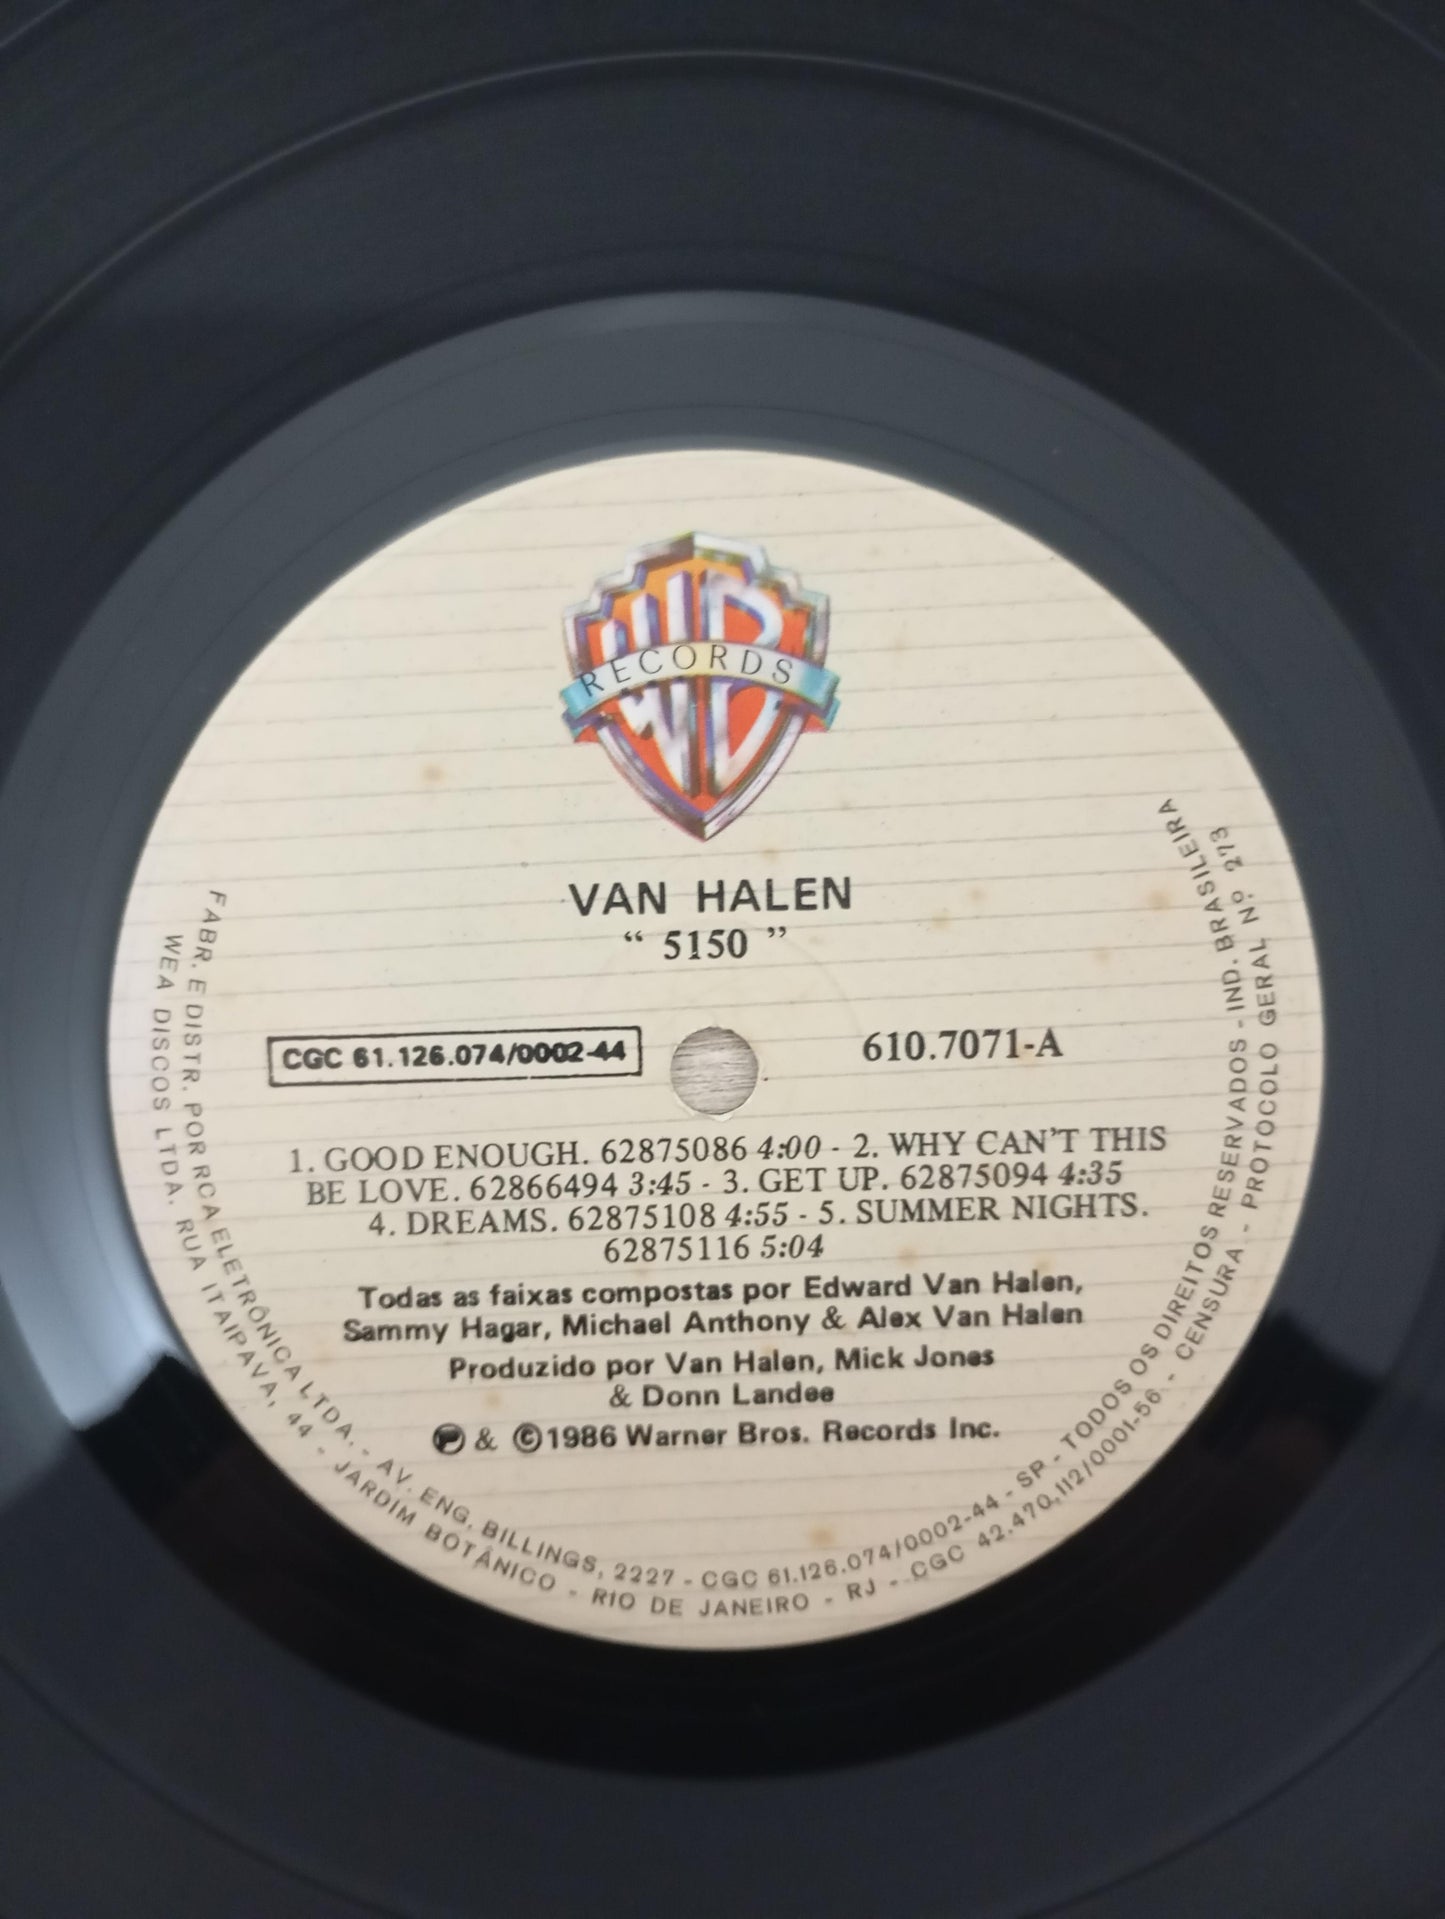 WB
RECORDS
VAN HALEN
“ 5150 ”
CGC 61.126.074/0002-44
610.7071-A
1. GOOD ENOUGH. 62875086 4:00 - 2. WHY CAN'T THIS
BE LOVE. 62866494 3:45 - 3. GET UP. 62875094 4:35
4. DREAMS. 62875108 4:55 - 5. SUMMER NIGHTS.
62875116 5:04
Todas as faixas compostas por Edward Van Halen,
Sammy Hagar, Michael Anthony & Alex Van Halen
Produzido por Van Halen, Mick Jones
& Donn Landee
℗ & ©1986 Warner Bros. Records Inc.
FABR. E DISTR. POR RCA ELETRÔNICA LTDA. - AV. ENG. BILLINGS, 2227 - CGC 61.126.074/0002-44 - SP - TODOS OS DIREITOS RESERVADOS - IND. BRASILEIRA
WEA DISCOS LTDA. RUA ITAIPAVA, 44 - JARDIM BOTÂNICO - RIO DE JANEIRO - RJ - CGC 42.470.112/0001-56 - CENSURA - PROTOCOLO GERAL Nº 273